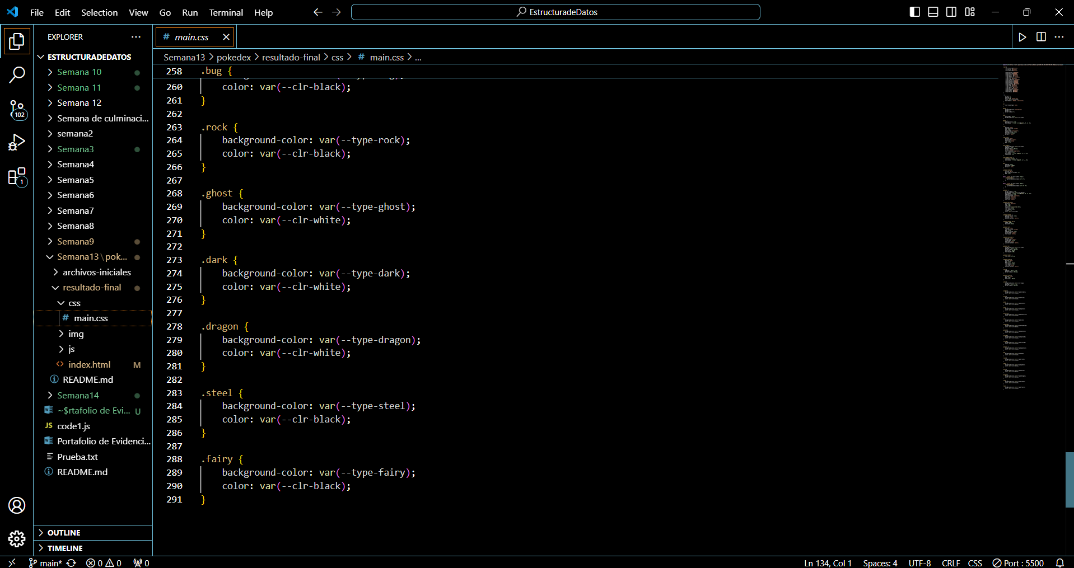 File Edit Selection View Go Run Terminal Help
EstructuradeDatos
EXPLORER
ESTRUCTURADEDATOS
Semana 10
Semana 11
Semana 12
Semana de culminaci...
semana2
Semana3
Semana4
Semana5
Semana6
Semana7
Semana8
Semana9
Semana13 \ pok...
archivos-iniciales
resultado-final
css
# main.css
img
js
<> index.html M
README.md
Semana14
~$rtafolio de Evi... U
JS code1.js
Portafolio de Evidenci...
Prueba.txt
README.md
OUTLINE
TIMELINE
102
1
# main.css
Semana13 > pokedex > resultado-final > css > # main.css > ...
258 .bug {
260 color: var(--clr-black);
261 }
262
263 .rock {
264 background-color: var(--type-rock);
265 color: var(--clr-black);
266 }
267
268 .ghost {
269 background-color: var(--type-ghost);
270 color: var(--clr-white);
271 }
272
273 .dark {
274 background-color: var(--type-dark);
275 color: var(--clr-white);
276 }
277
278 .dragon {
279 background-color: var(--type-dragon);
280 color: var(--clr-white);
281 }
282
283 .steel {
284 background-color: var(--type-steel);
285 color: var(--clr-black);
286 }
287
288 .fairy {
289 background-color: var(--type-fairy);
290 color: var(--clr-black);
291 }
main* 0 0 0 Ln 134, Col 1 Spaces: 4 UTF-8 CRLF CSS Port : 5500